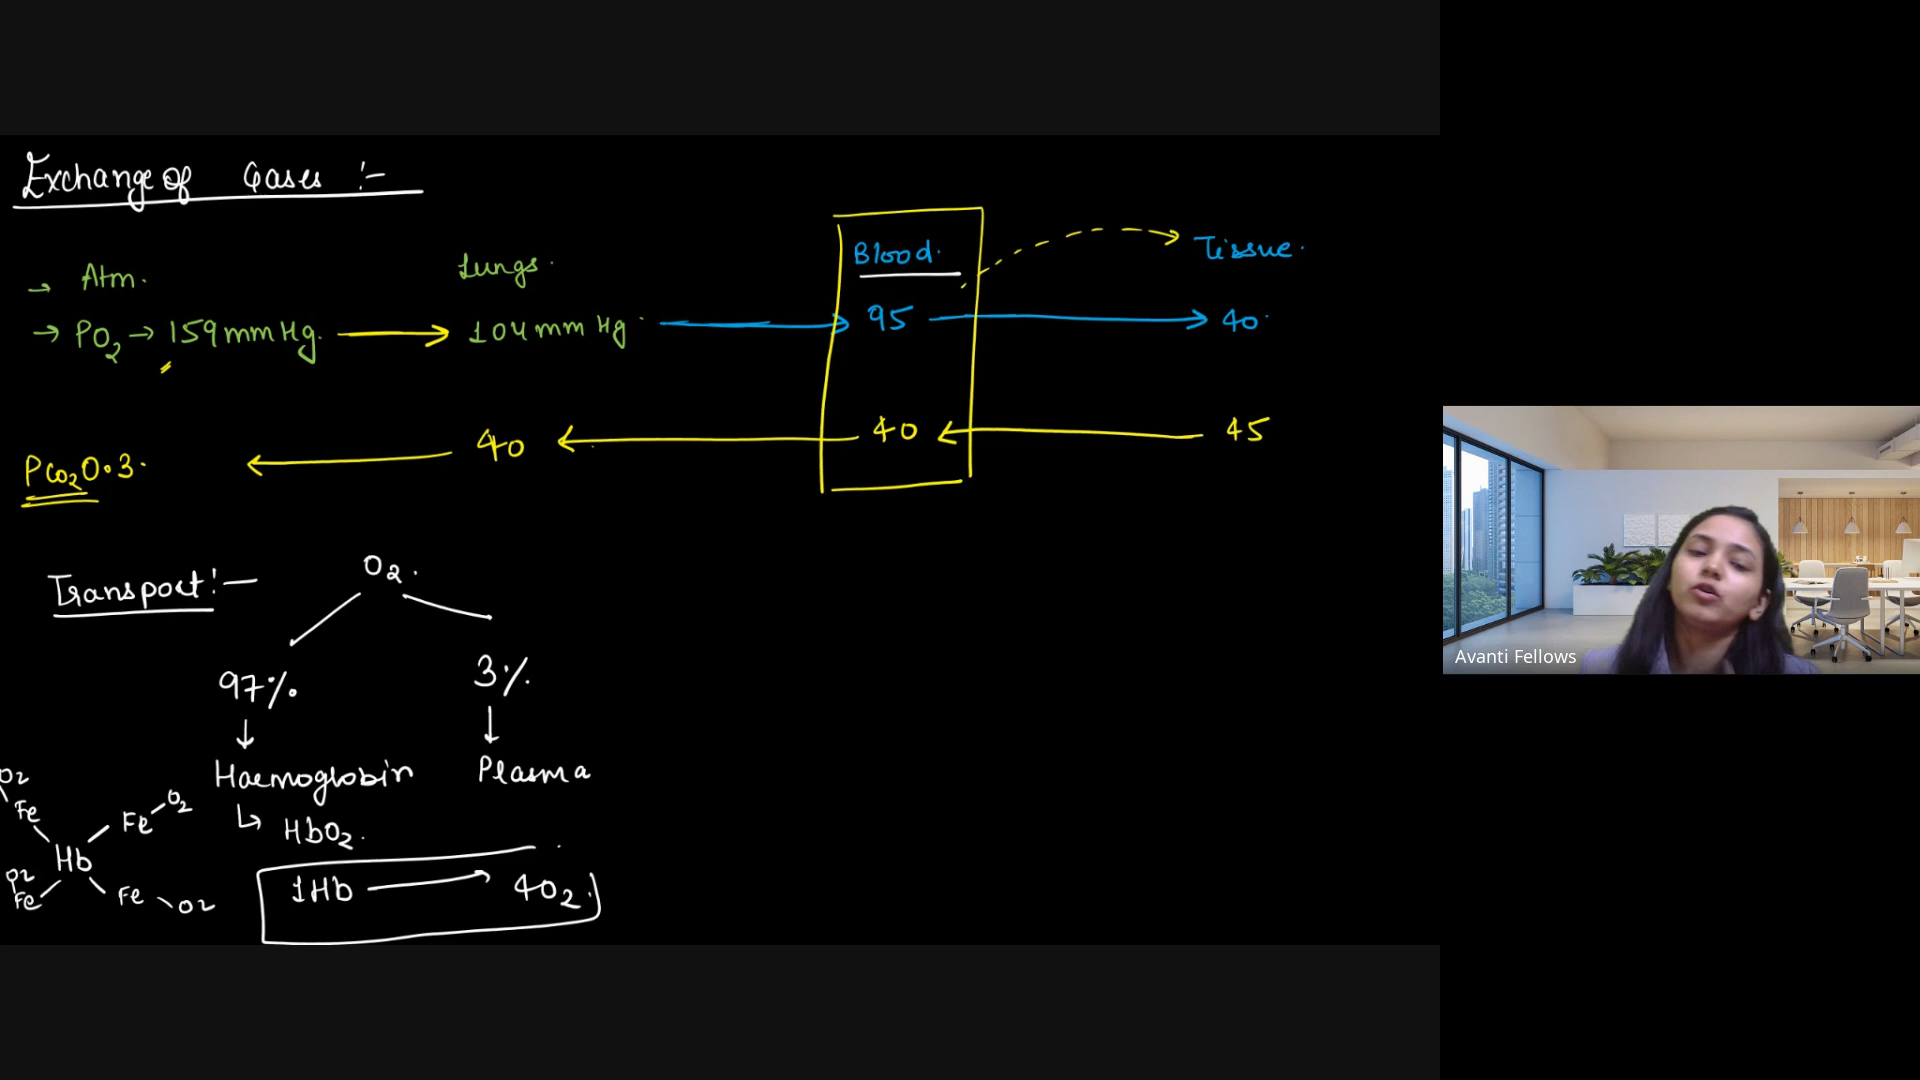 Exchange of Gases :-
→ Atm. Lungs. Blood. Tissue.
→ PO2 → 159 mm Hg. → 104 mm Hg. → 95 → 40.
PCO2 0.3. ← 40 ← 40 ← 45
Transport :- O2.
97% 3%
↓ ↓
Haemoglobin Plasma
↳ HbO2.
1Hb → 4O2.
O2 Fe
Fe O2
Hb
O2 Fe
Fe O2
Avanti Fellows